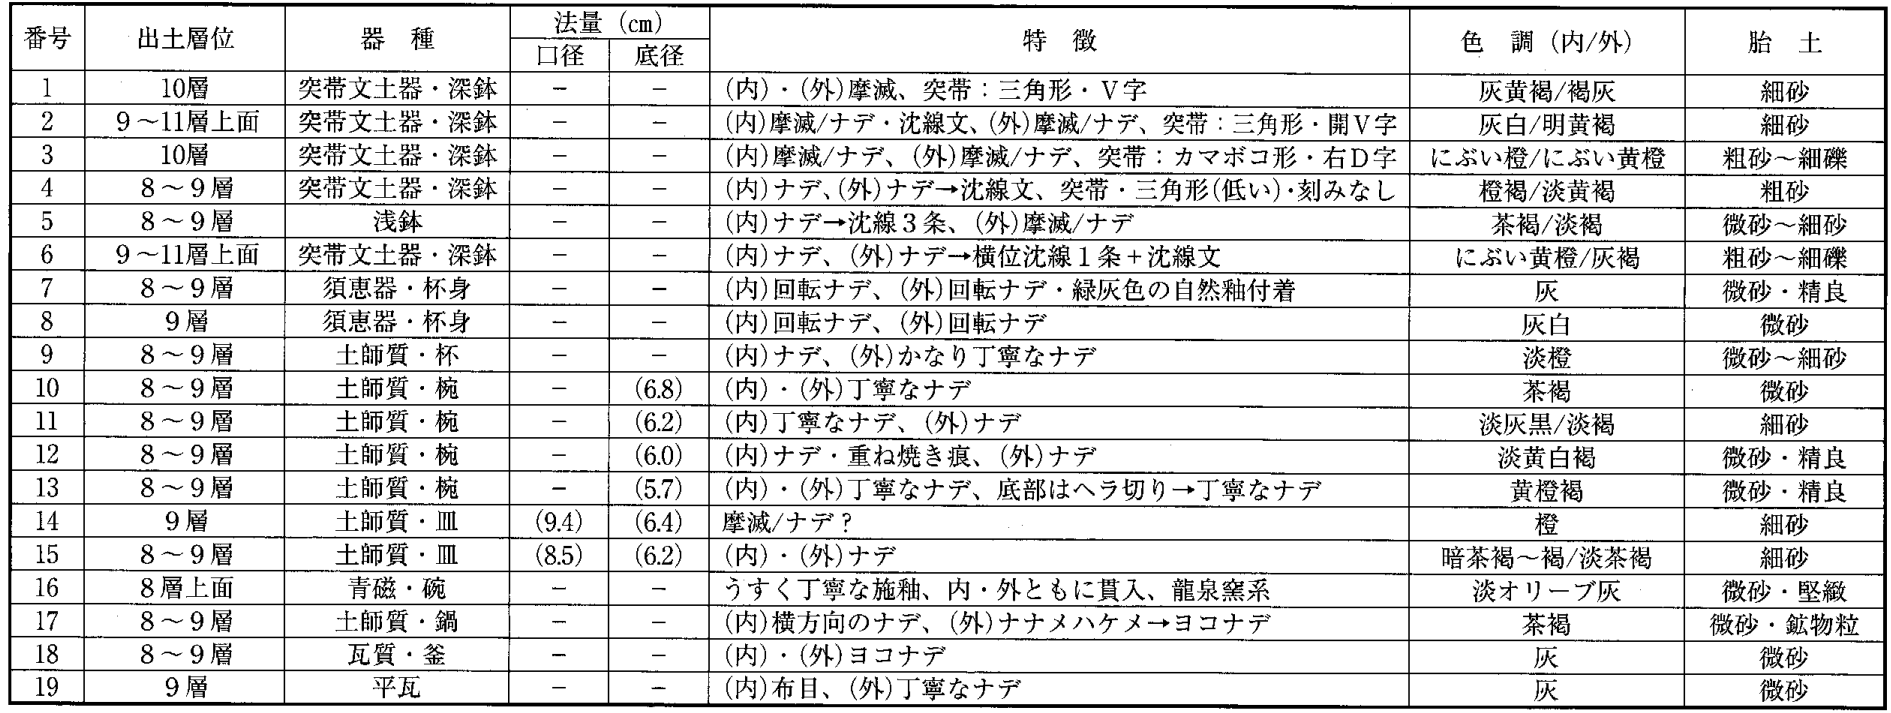 番号 出土層位 器種 法量（cm） 特徴 色調（内/外） 胎土
口径 底径
1 10層 突帯文土器・深鉢 － － (内)・(外)摩滅、突帯：三角形・V字 灰黄褐/褐灰 細砂
2 9～11層上面 突帯文土器・深鉢 － － (内)摩滅/ナデ・沈線文、(外)摩滅/ナデ、突帯：三角形・開V字 灰白/明黄褐 細砂
3 10層 突帯文土器・深鉢 － － (内)摩滅/ナデ、(外)摩滅/ナデ、突帯：カマボコ形・右D字 にぶい橙/にぶい黄橙 粗砂～細礫
4 8～9層 突帯文土器・深鉢 － － (内)ナデ、(外)ナデ→沈線文、突帯・三角形(低い)・刻みなし 橙褐/淡黄褐 粗砂
5 8～9層 浅鉢 － － (内)ナデ→沈線3条、(外)摩滅/ナデ 茶褐/淡褐 微砂～細砂
6 9～11層上面 突帯文土器・深鉢 － － (内)ナデ、(外)ナデ→横位沈線1条＋沈線文 にぶい黄橙/灰褐 粗砂～細礫
7 8～9層 須恵器・杯身 － － (内)回転ナデ、(外)回転ナデ・緑灰色の自然釉付着 灰 微砂・精良
8 9層 須恵器・杯身 － － (内)回転ナデ、(外)回転ナデ 灰白 微砂
9 8～9層 土師質・杯 － － (内)ナデ、(外)かなり丁寧なナデ 淡橙 微砂～細砂
10 8～9層 土師質・椀 － (6.8) (内)・(外)丁寧なナデ 茶褐 微砂
11 8～9層 土師質・椀 － (6.2) (内)丁寧なナデ、(外)ナデ 淡灰黒/淡褐 細砂
12 8～9層 土師質・椀 － (6.0) (内)ナデ・重ね焼き痕、(外)ナデ 淡黄白褐 微砂・精良
13 8～9層 土師質・椀 － (5.7) (内)・(外)丁寧なナデ、底部はヘラ切り→丁寧なナデ 黄橙褐 微砂・精良
14 9層 土師質・皿 (9.4) (6.4) 摩滅/ナデ？ 橙 細砂
15 8～9層 土師質・皿 (8.5) (6.2) (内)・(外)ナデ 暗茶褐～褐/淡茶褐 細砂
16 8層上面 青磁・碗 － － うすく丁寧な施釉、内・外ともに貫入、龍泉窯系 淡オリーブ灰 微砂・堅緻
17 8～9層 土師質・鍋 － － (内)横方向のナデ、(外)ナナメハケメ→ヨコナデ 茶褐 微砂・鉱物粒
18 8～9層 瓦質・釜 － － (内)・(外)ヨコナデ 灰 微砂
19 9層 平瓦 － － (内)布目、(外)丁寧なナデ 灰 微砂